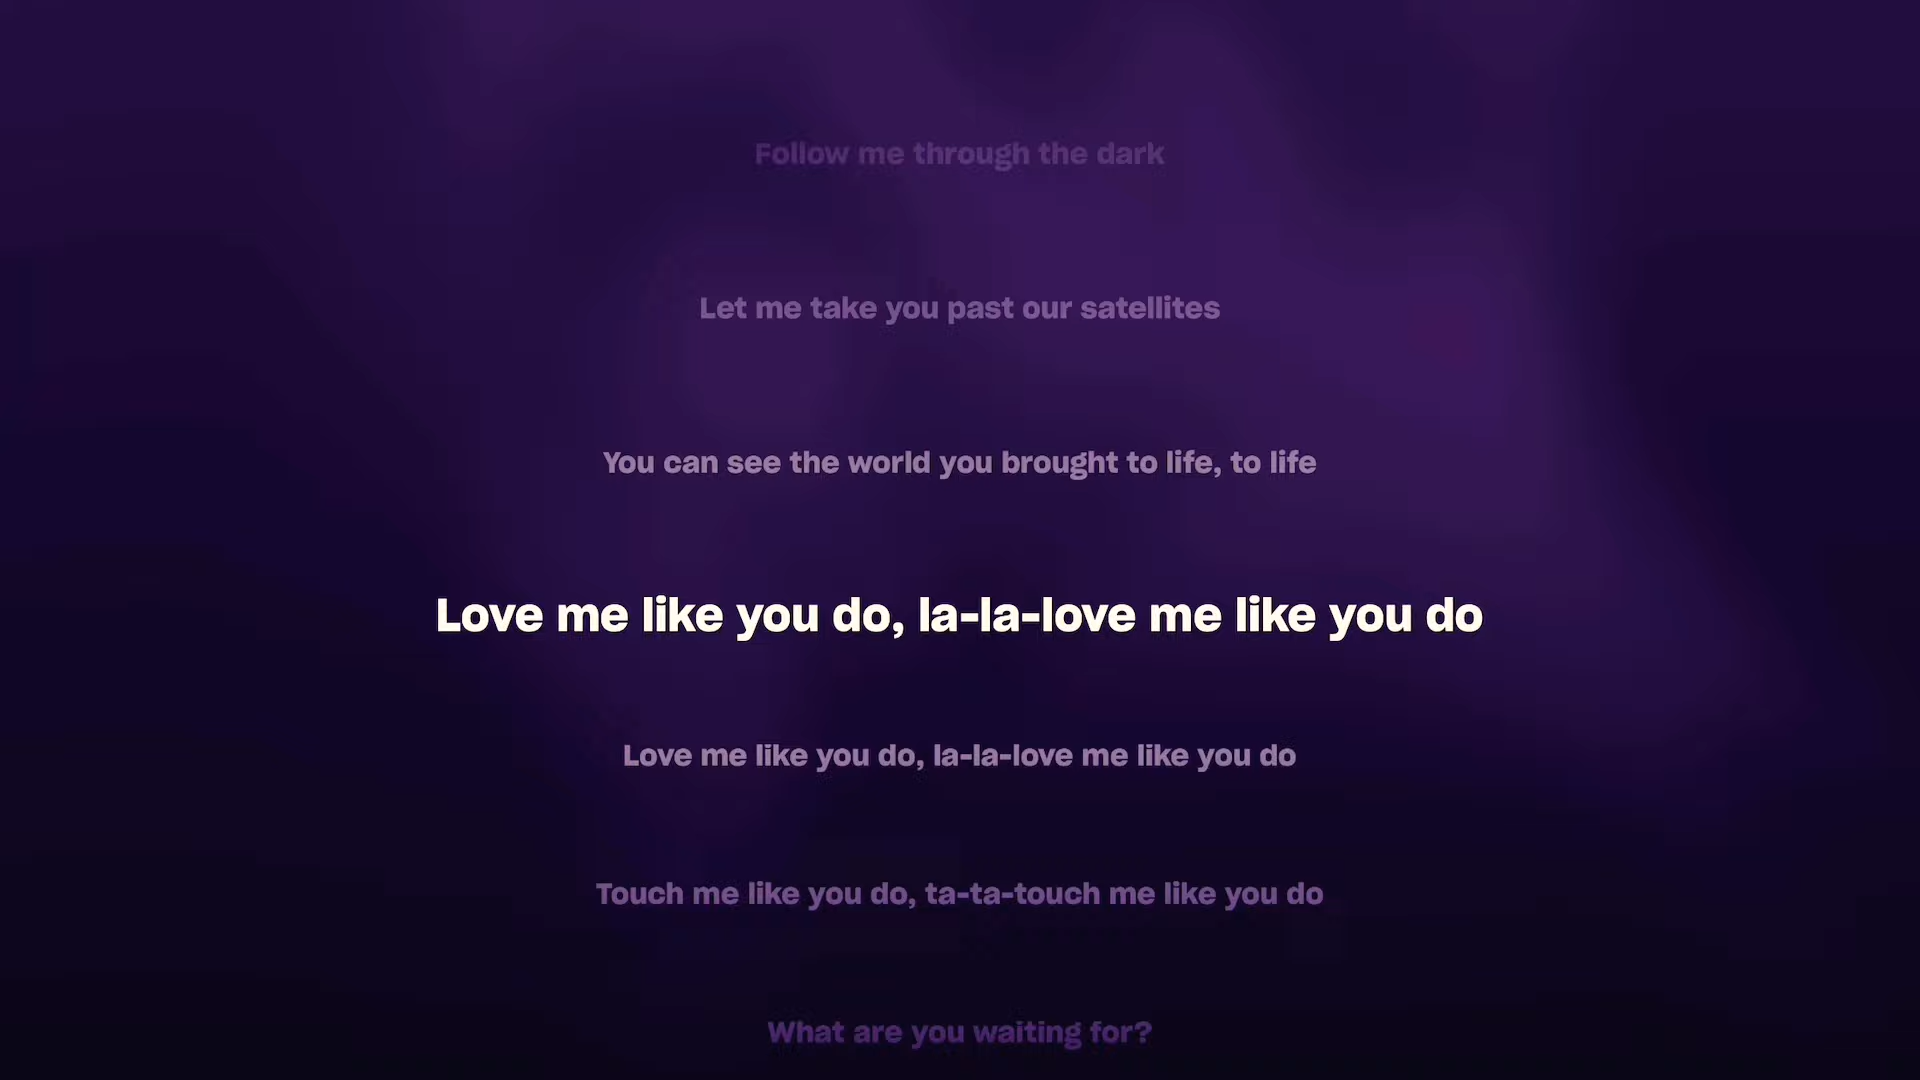 Follow me through the dark
Let me take you past our satellites
You can see the world you brought to life, to life
Love me like you do, la-la-love me like you do
Love me like you do, la-la-love me like you do
Touch me like you do, ta-ta-touch me like you do
What are you waiting for?